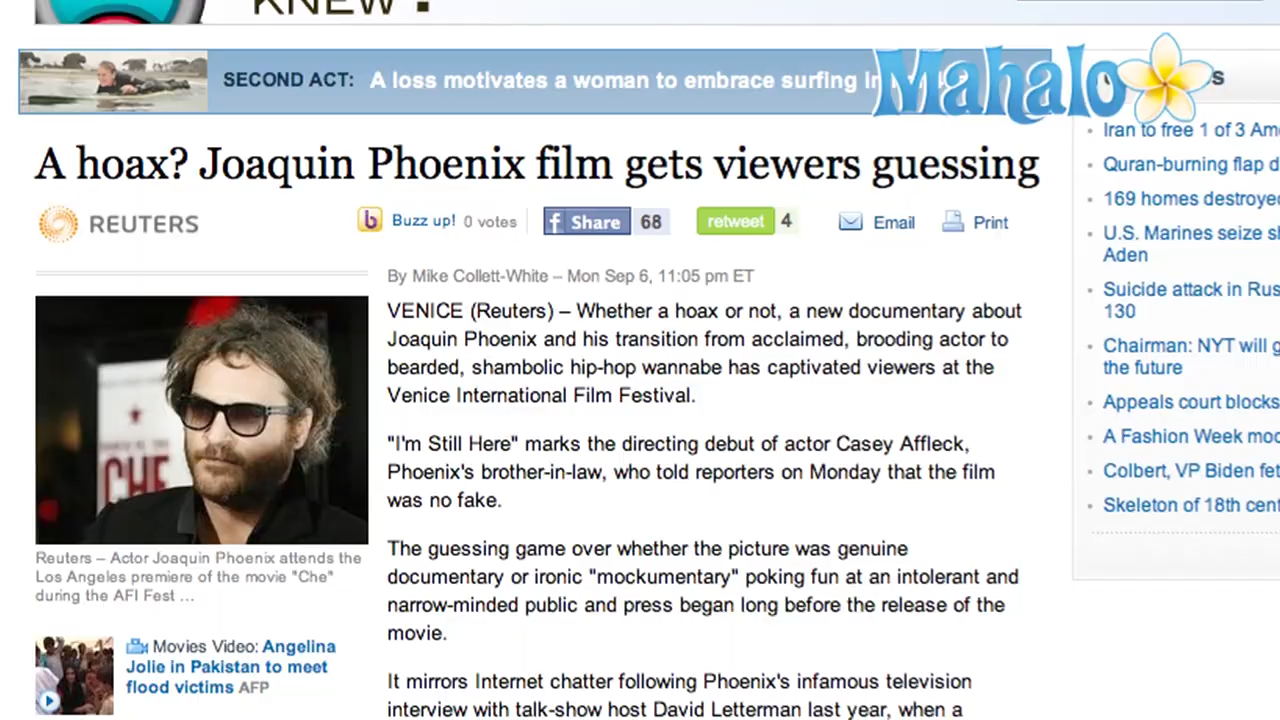 KNEW
SECOND ACT: A loss motivates a woman to embrace surfing
Mahalo
A hoax? Joaquin Phoenix film gets viewers guessing
REUTERS
Buzz up! 0 votes
f Share 68
retweet 4
Email
Print
By Mike Collett-White – Mon Sep 6, 11:05 pm ET
VENICE (Reuters) – Whether a hoax or not, a new documentary about
Joaquin Phoenix and his transition from acclaimed, brooding actor to
bearded, shambolic hip-hop wannabe has captivated viewers at the
Venice International Film Festival.
"I'm Still Here" marks the directing debut of actor Casey Affleck,
Phoenix's brother-in-law, who told reporters on Monday that the film
was no fake.
The guessing game over whether the picture was genuine
documentary or ironic "mockumentary" poking fun at an intolerant and
narrow-minded public and press began long before the release of the
movie.
It mirrors Internet chatter following Phoenix's infamous television
interview with talk-show host David Letterman last year, when a
CHE
Reuters – Actor Joaquin Phoenix attends the
Los Angeles premiere of the movie "Che"
during the AFI Fest ...
Movies Video: Angelina
Jolie in Pakistan to meet
flood victims AFP
Iran to free 1 of 3 Ame
Quran-burning flap d
169 homes destroyed
U.S. Marines seize sh
Aden
Suicide attack in Rus
130
Chairman: NYT will g
the future
Appeals court blocks
A Fashion Week moc
Colbert, VP Biden fet
Skeleton of 18th cent